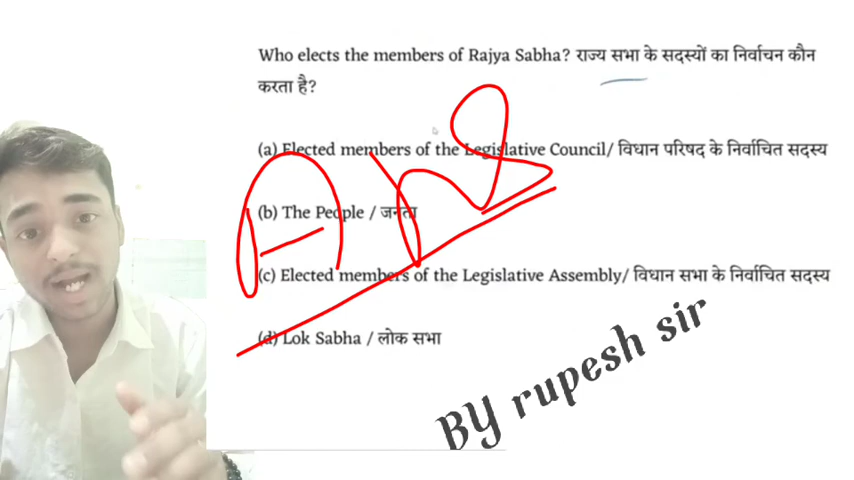 Who elects the members of Rajya Sabha? राज्य सभा के सदस्यों का निर्वाचन कौन
करता है?
(a) Elected members of the Legislative Council/ विधान परिषद के निर्वाचित सदस्य
(b) The People / जनता
(c) Elected members of the Legislative Assembly/ विधान सभा के निर्वाचित सदस्य
(d) Lok Sabha / लोक सभा
Ans
BY rupesh sir